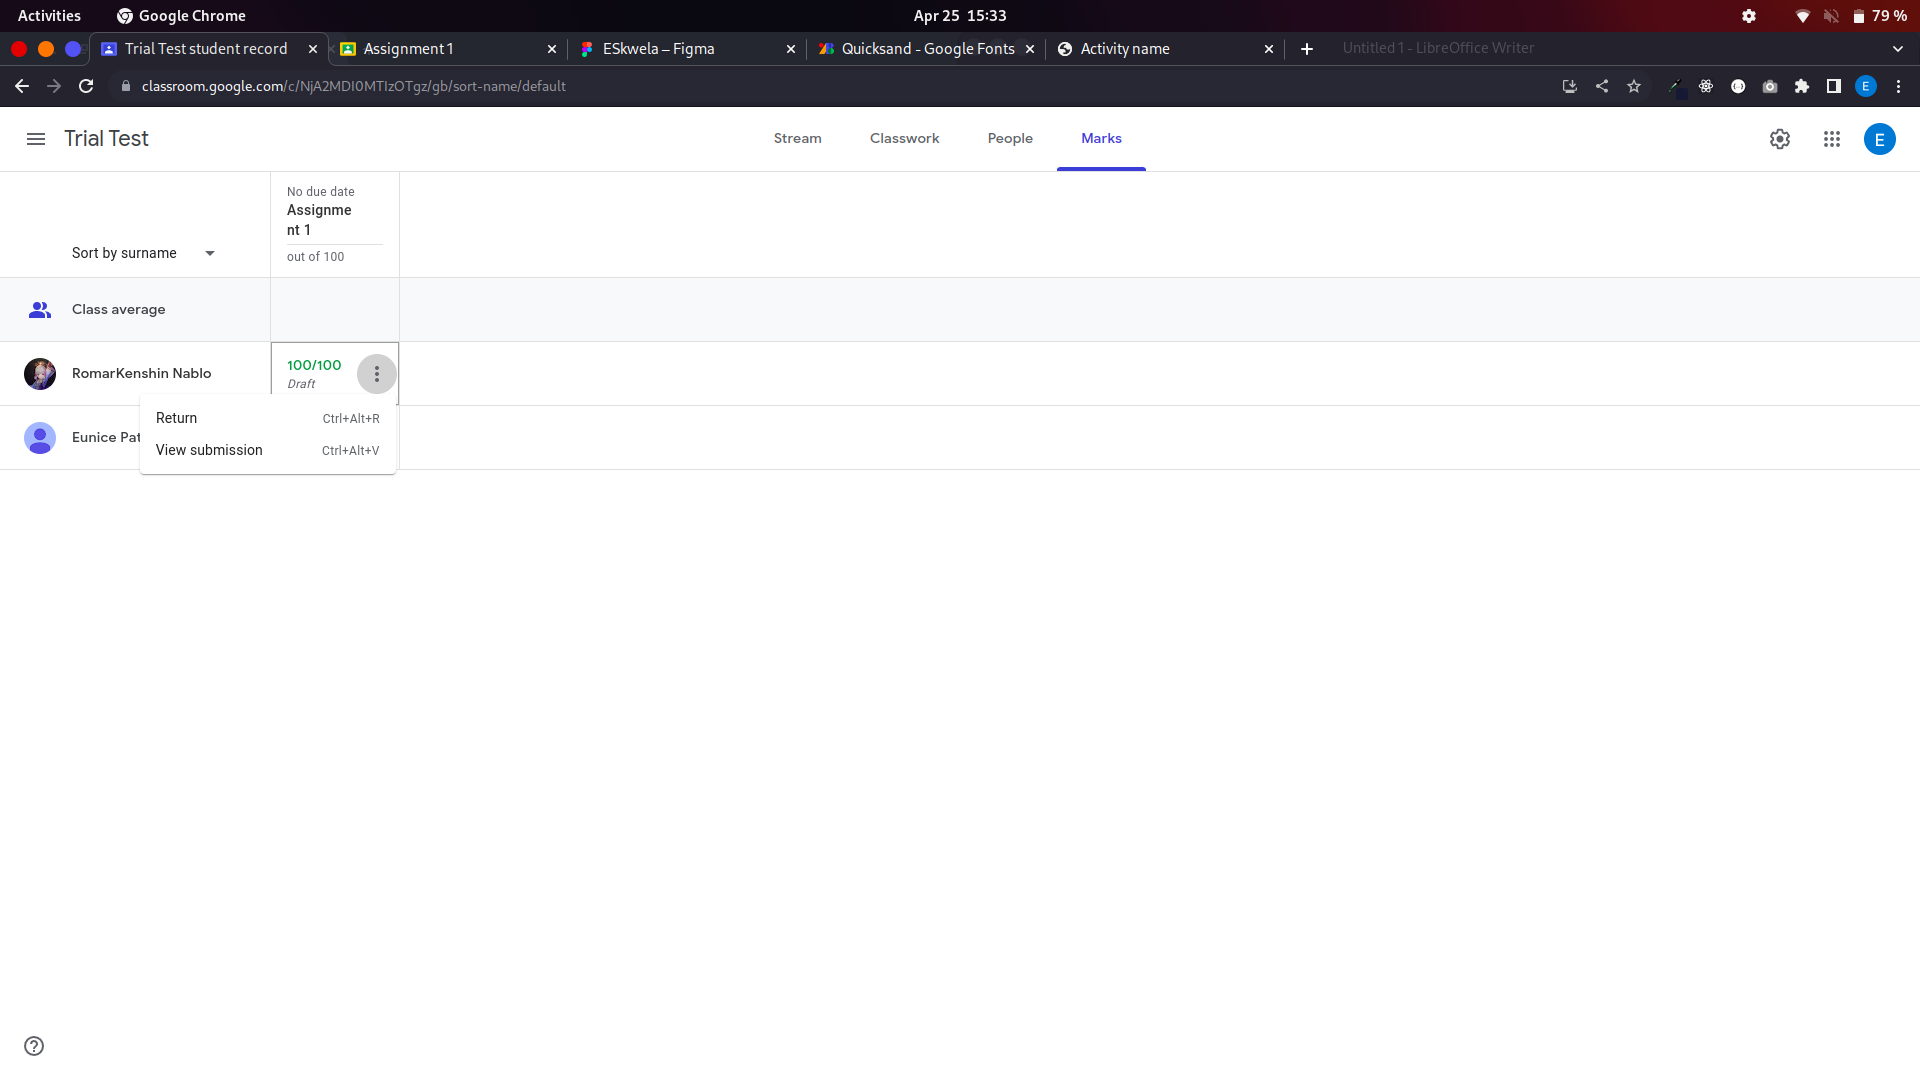 Activities
Google Chrome
Apr 25 15:33
79 %
Trial Test student record
Assignment 1
ESkwela – Figma
Quicksand - Google Fonts
Activity name
Untitled 1 - LibreOffice Writer
classroom.google.com/c/NjA2MDI0MTIzOTgz/gb/sort-name/default
E
Trial Test
Stream
Classwork
People
Marks
E
No due date
Assignme
nt 1
out of 100
Sort by surname
Class average
RomarKenshin Nablo
100/100
Draft
Return Ctrl+Alt+R
Eunice Pat
View submission Ctrl+Alt+V